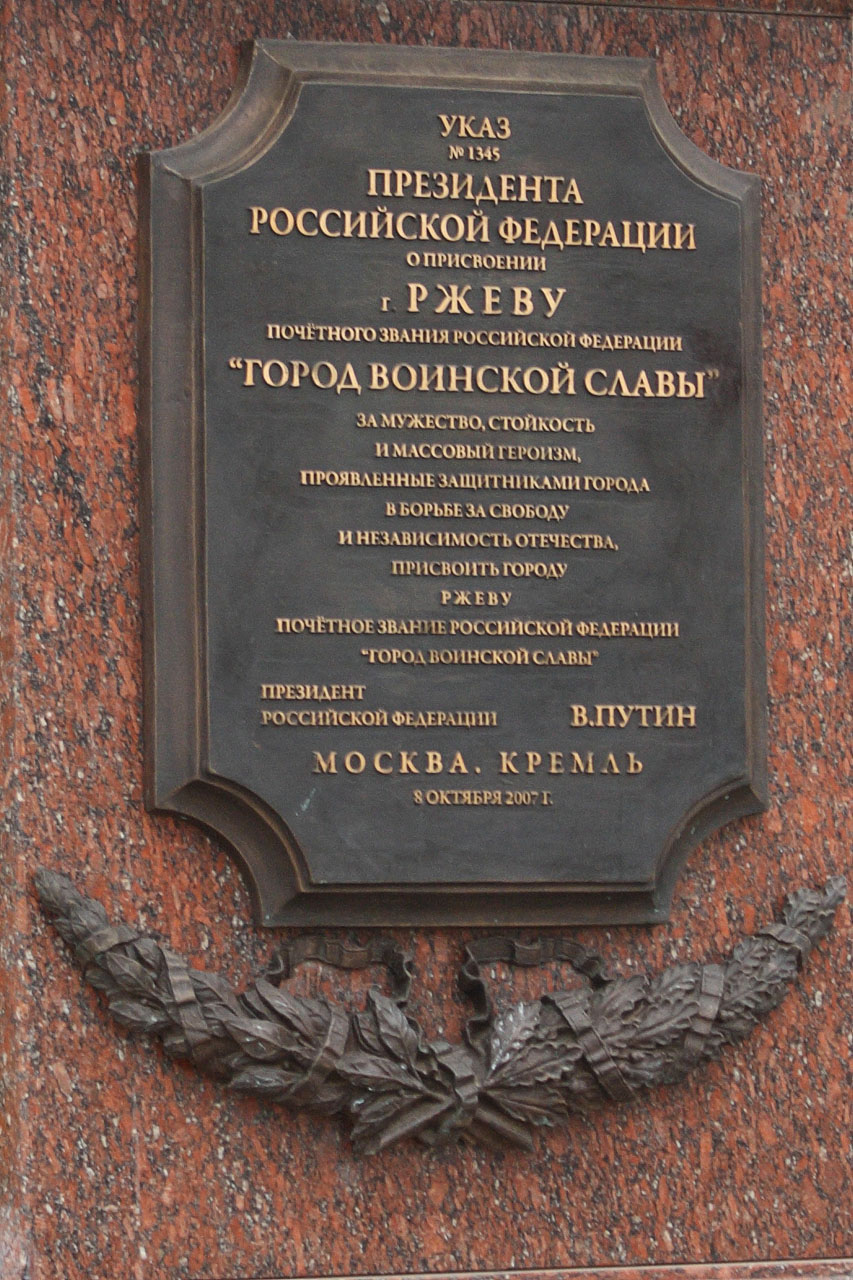 УКАЗ
№ 1345
ПРЕЗИДЕНТА
РОССИЙСКОЙ ФЕДЕРАЦИИ
О ПРИСВОЕНИИ
г. РЖЕВУ
ПОЧЁТНОГО ЗВАНИЯ РОССИЙСКОЙ ФЕДЕРАЦИИ
“ГОРОД ВОИНСКОЙ СЛАВЫ”
ЗА МУЖЕСТВО, СТОЙКОСТЬ
И МАССОВЫЙ ГЕРОИЗМ,
ПРОЯВЛЕННЫЕ ЗАЩИТНИКАМИ ГОРОДА
В БОРЬБЕ ЗА СВОБОДУ
И НЕЗАВИСИМОСТЬ ОТЕЧЕСТВА,
ПРИСВОИТЬ ГОРОДУ
РЖЕВУ
ПОЧЁТНОЕ ЗВАНИЕ РОССИЙСКОЙ ФЕДЕРАЦИИ
“ГОРОД ВОИНСКОЙ СЛАВЫ”
ПРЕЗИДЕНТ
РОССИЙСКОЙ ФЕДЕРАЦИИ В.ПУТИН
МОСКВА. КРЕМЛЬ
8 ОКТЯБРЯ 2007 Г.